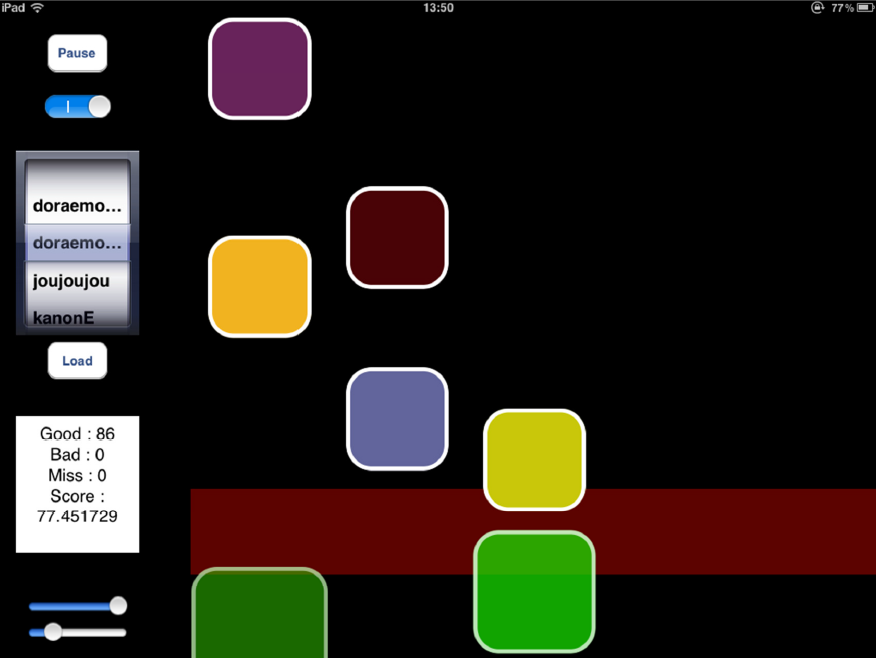 iPad 13:50 77%
Pause
doraemo...
doraemo...
joujoujou
kanonE
Load
Good : 86
Bad : 0
Miss : 0
Score :
77.451729